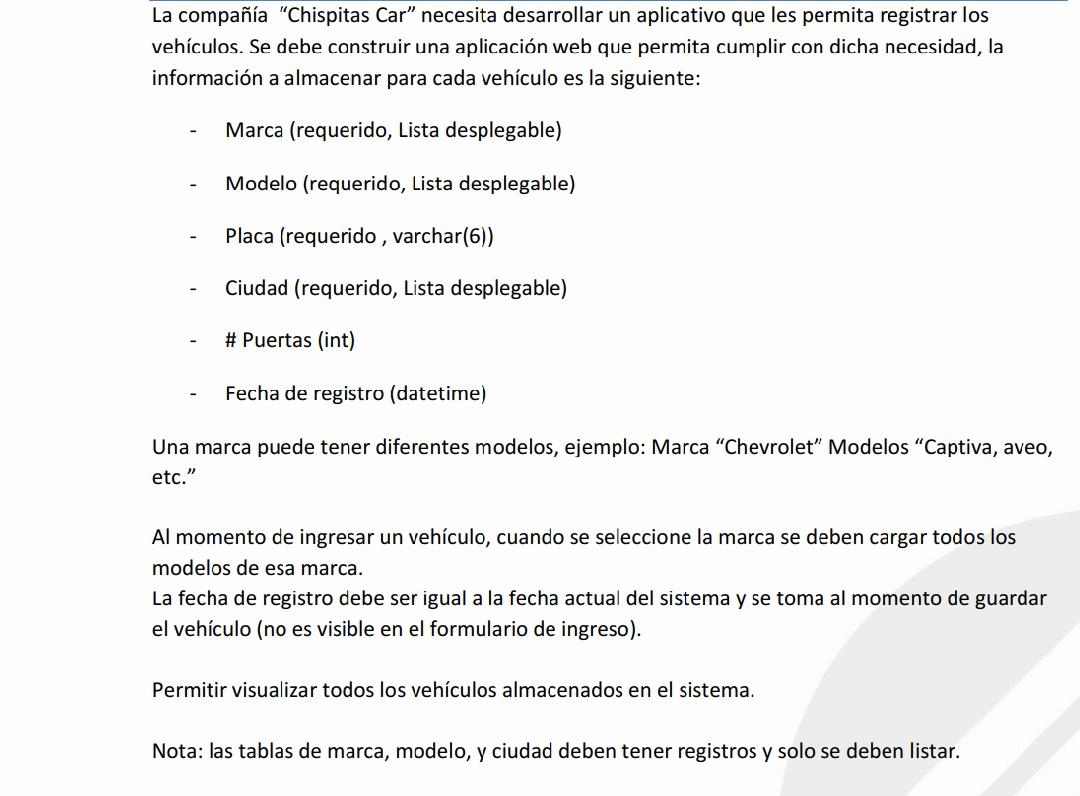 La compañía “Chispitas Car” necesita desarrollar un aplicativo que les permita registrar los
vehículos. Se debe construir una aplicación web que permita cumplir con dicha necesidad, la
información a almacenar para cada vehículo es la siguiente:
- Marca (requerido, Lista desplegable)
- Modelo (requerido, Lista desplegable)
- Placa (requerido , varchar(6))
- Ciudad (requerido, Lista desplegable)
- # Puertas (int)
- Fecha de registro (datetime)
Una marca puede tener diferentes modelos, ejemplo: Marca “Chevrolet” Modelos “Captiva, aveo,
etc.”
Al momento de ingresar un vehículo, cuando se seleccione la marca se deben cargar todos los
modelos de esa marca.
La fecha de registro debe ser igual a la fecha actual del sistema y se toma al momento de guardar
el vehículo (no es visible en el formulario de ingreso).
Permitir visualizar todos los vehículos almacenados en el sistema.
Nota: las tablas de marca, modelo, y ciudad deben tener registros y solo se deben listar.